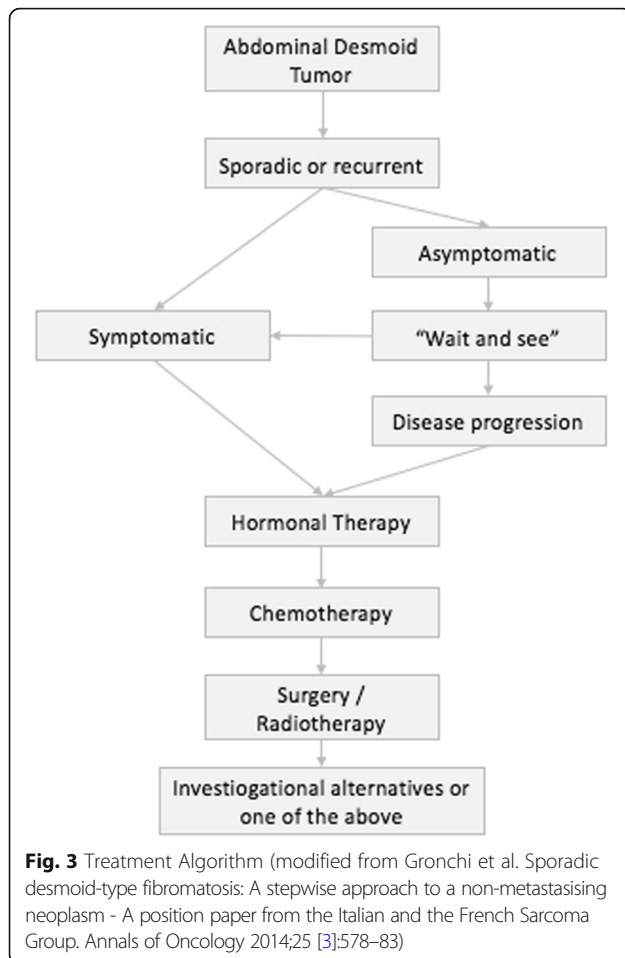 Abdominal Desmoid
Tumor
Sporadic or recurrent
Asymptomatic
Symptomatic
“Wait and see”
Disease progression
Hormonal Therapy
Chemotherapy
Surgery /
Radiotherapy
Investiogational alternatives or
one of the above
Fig. 3 Treatment Algorithm (modified from Gronchi et al. Sporadic
desmoid-type fibromatosis: A stepwise approach to a non-metastasising
neoplasm - A position paper from the Italian and the French Sarcoma
Group. Annals of Oncology 2014;25 [3]:578–83)